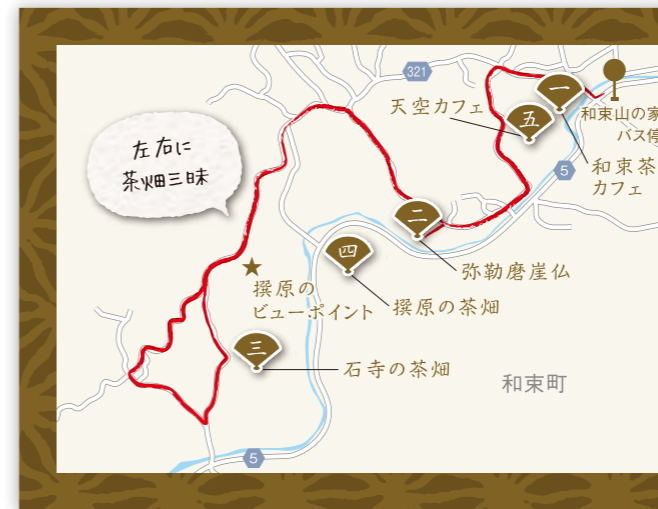 321
天空カフェ
一
五
和束山の家
バス停
和束茶
カフェ
5
左右に
茶畑三昧
二
弥勒磨崖仏
四
撰原の
ビューポイント
撰原の茶畑
三
石寺の茶畑
和束町
5